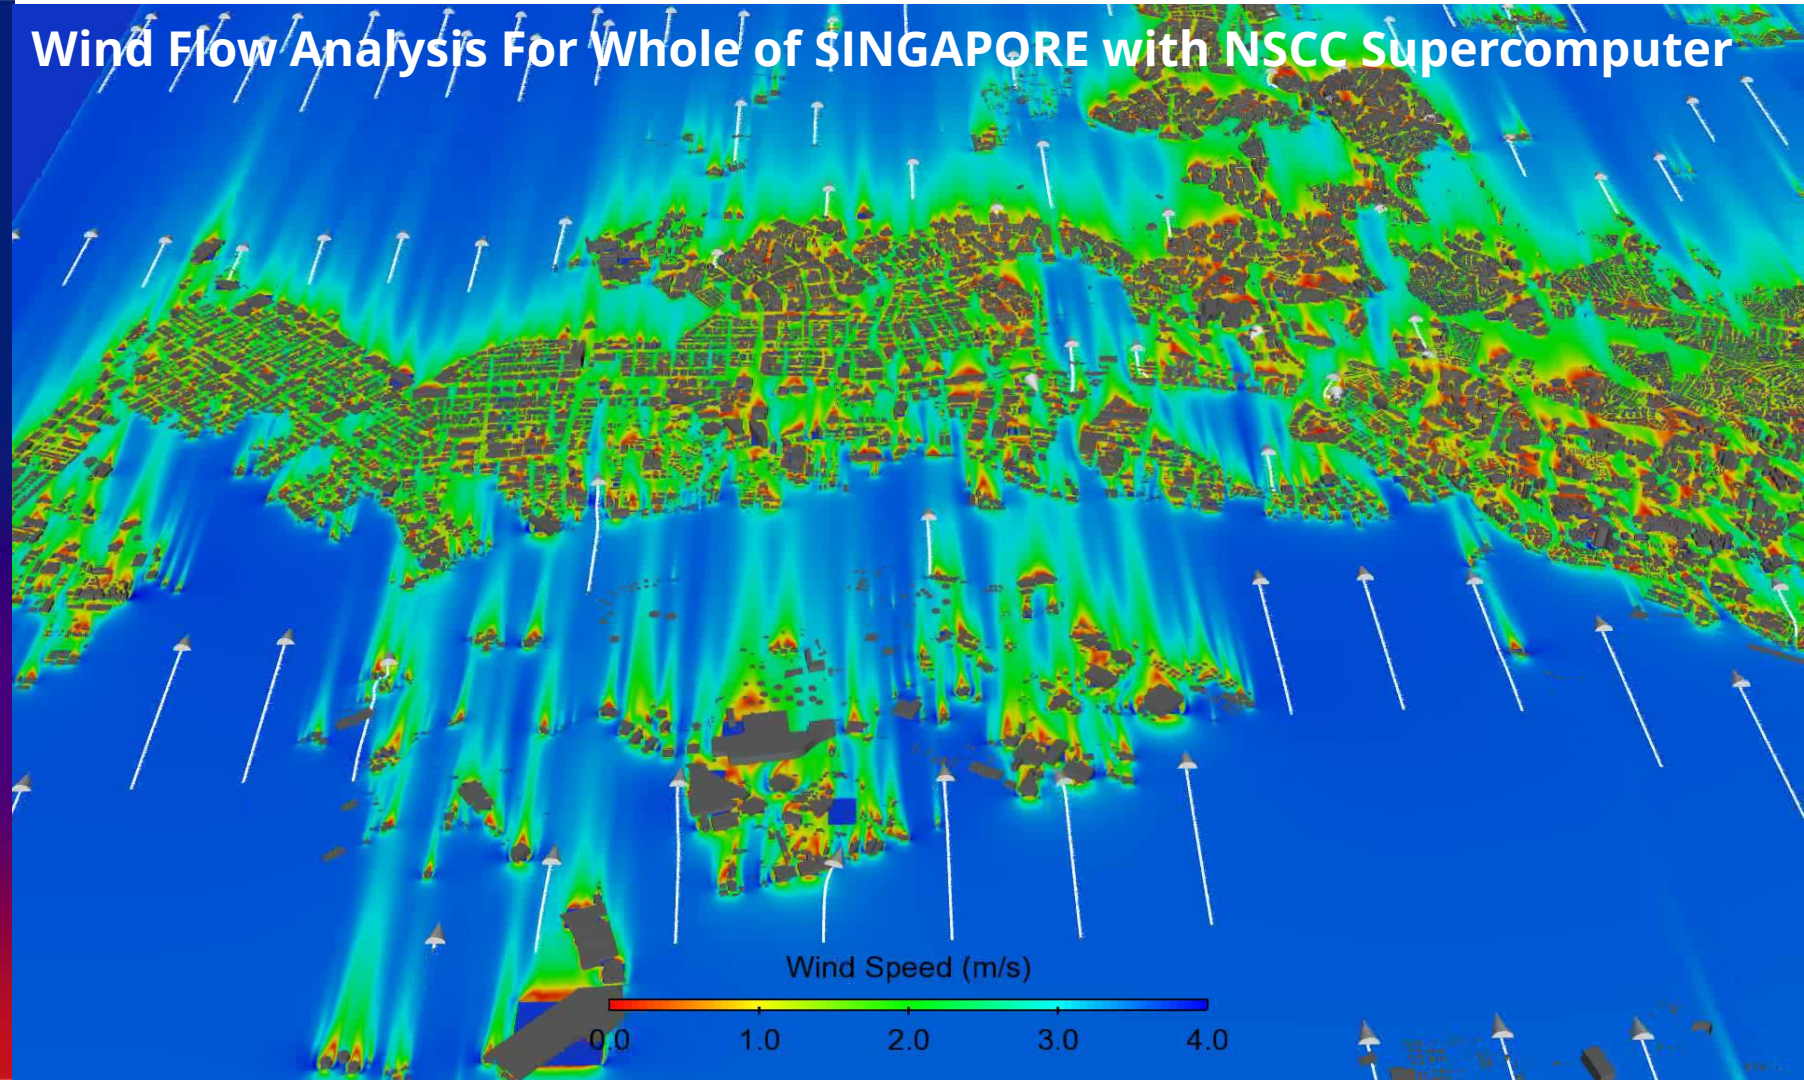 Wind Flow Analysis For Whole of SINGAPORE with NSCC Supercomputer
Wind Speed (m/s)
0.0 1.0 2.0 3.0 4.0